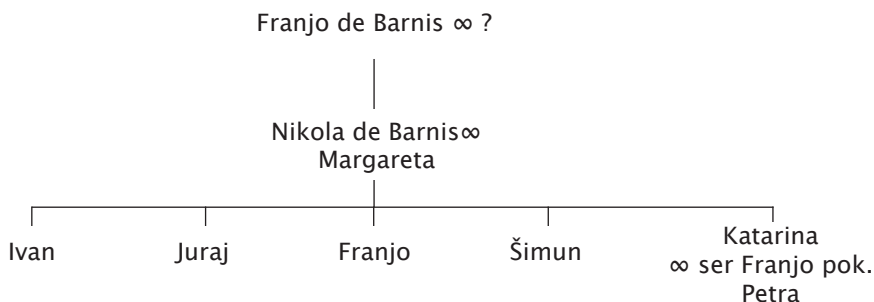 Franjo de Barnis ∞ ?
Nikola de Barnis∞
Margareta
Ivan
Juraj
Franjo
Šimun
Katarina
∞ ser Franjo pok.
Petra